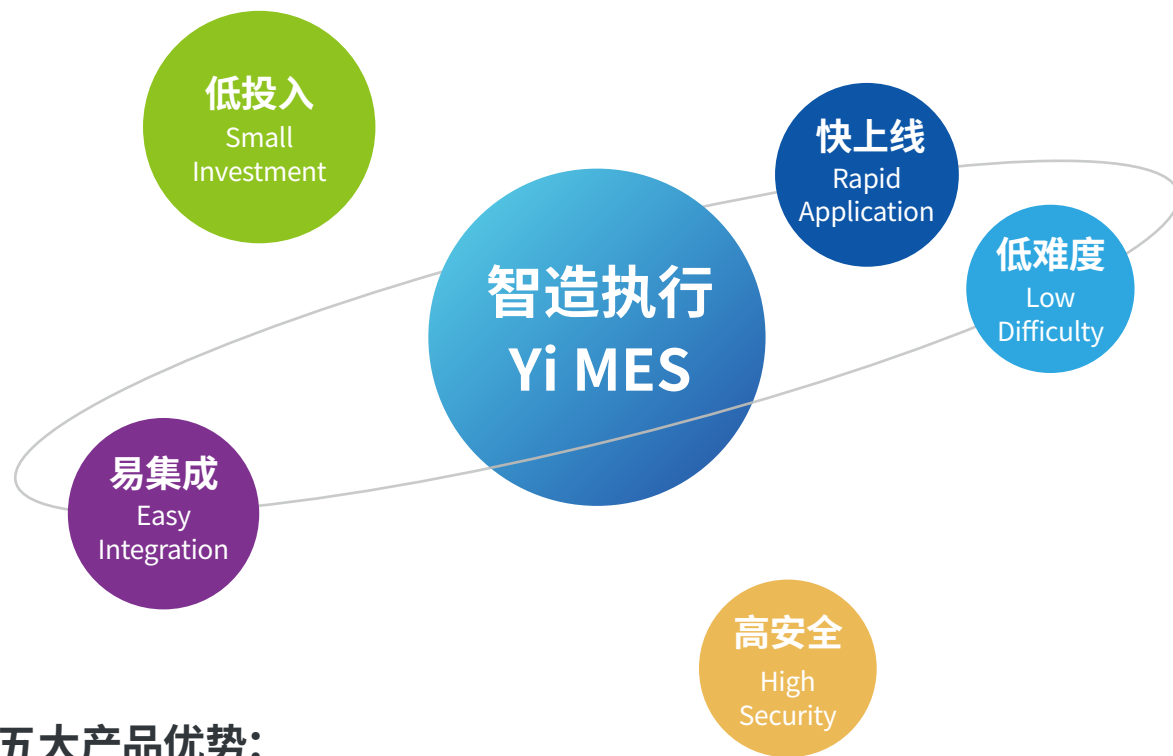 低投入
Small
Investment
快上线
Rapid
Application
低难度
Low
Difficulty
智造执行
Yi MES
易集成
Easy
Integration
高安全
High
Security
五大产品优势：